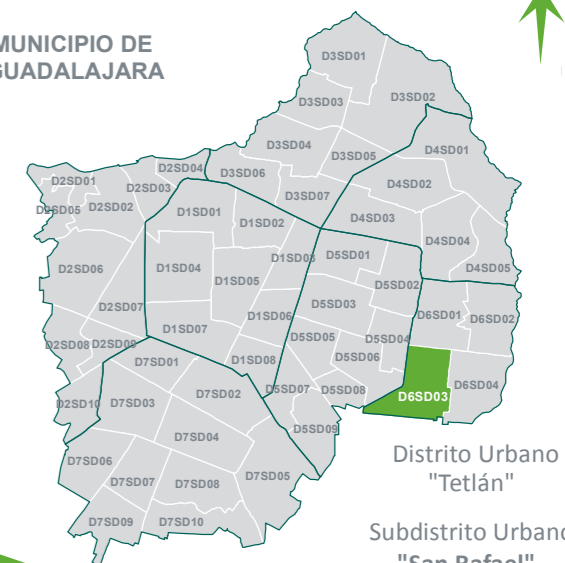 MUNICIPIO DE
GUADALAJARA
D3SD01
D3SD02
D3SD03
D3SD04
D3SD05
D3SD06
D3SD07
D4SD01
D4SD02
D4SD03
D4SD04
D4SD05
D2SD01
D2SD02
D2SD03
D2SD04
D2SD05
D2SD06
D2SD07
D2SD08
D2SD09
D2SD10
D1SD01
D1SD02
D1SD03
D1SD04
D1SD05
D1SD06
D1SD07
D1SD08
D5SD01
D5SD02
D5SD03
D5SD04
D5SD05
D5SD06
D5SD07
D5SD08
D5SD09
D6SD01
D6SD02
D6SD03
D6SD04
D7SD01
D7SD02
D7SD03
D7SD04
D7SD05
D7SD06
D7SD07
D7SD08
D7SD09
D7SD10
Distrito Urbano
"Tetlán"
Subdistrito Urbano
"San Rafael"